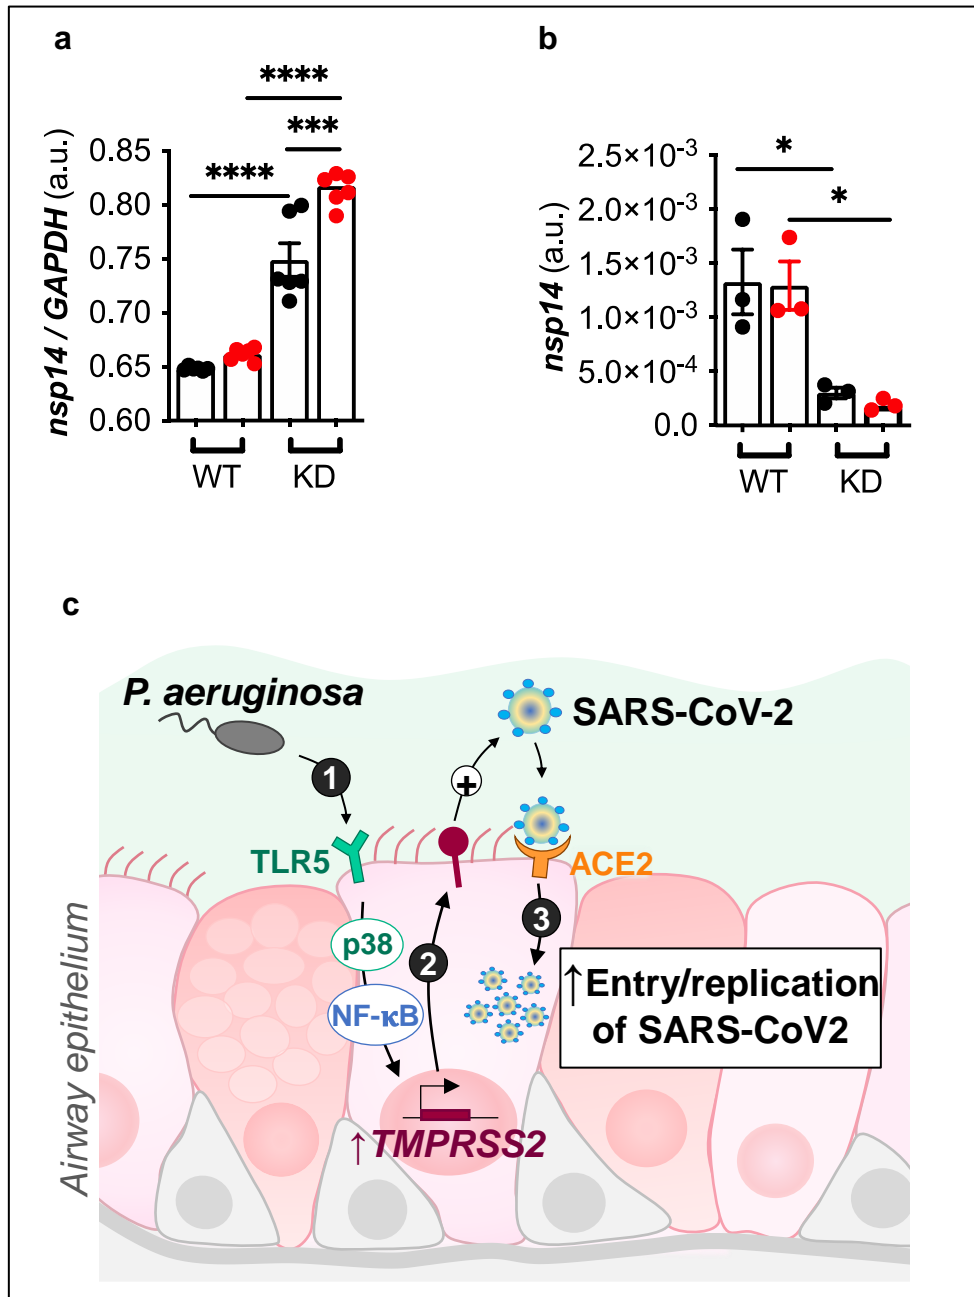 a
****
***
****
nsp14 / GAPDH (a.u.)
0.85
0.80
0.75
0.70
0.65
0.60
WT KD
b
*
*
nsp14 (a.u.)
2.5×10-3
2.0×10-3
1.5×10-3
1.0×10-3
5.0×10-4
0.0
WT KD
c
P. aeruginosa
SARS-CoV-2
1
+
TLR5
ACE2
p38
2
3
NF-κB
↑Entry/replication
of SARS-CoV2
↑TMPRSS2
Airway epithelium